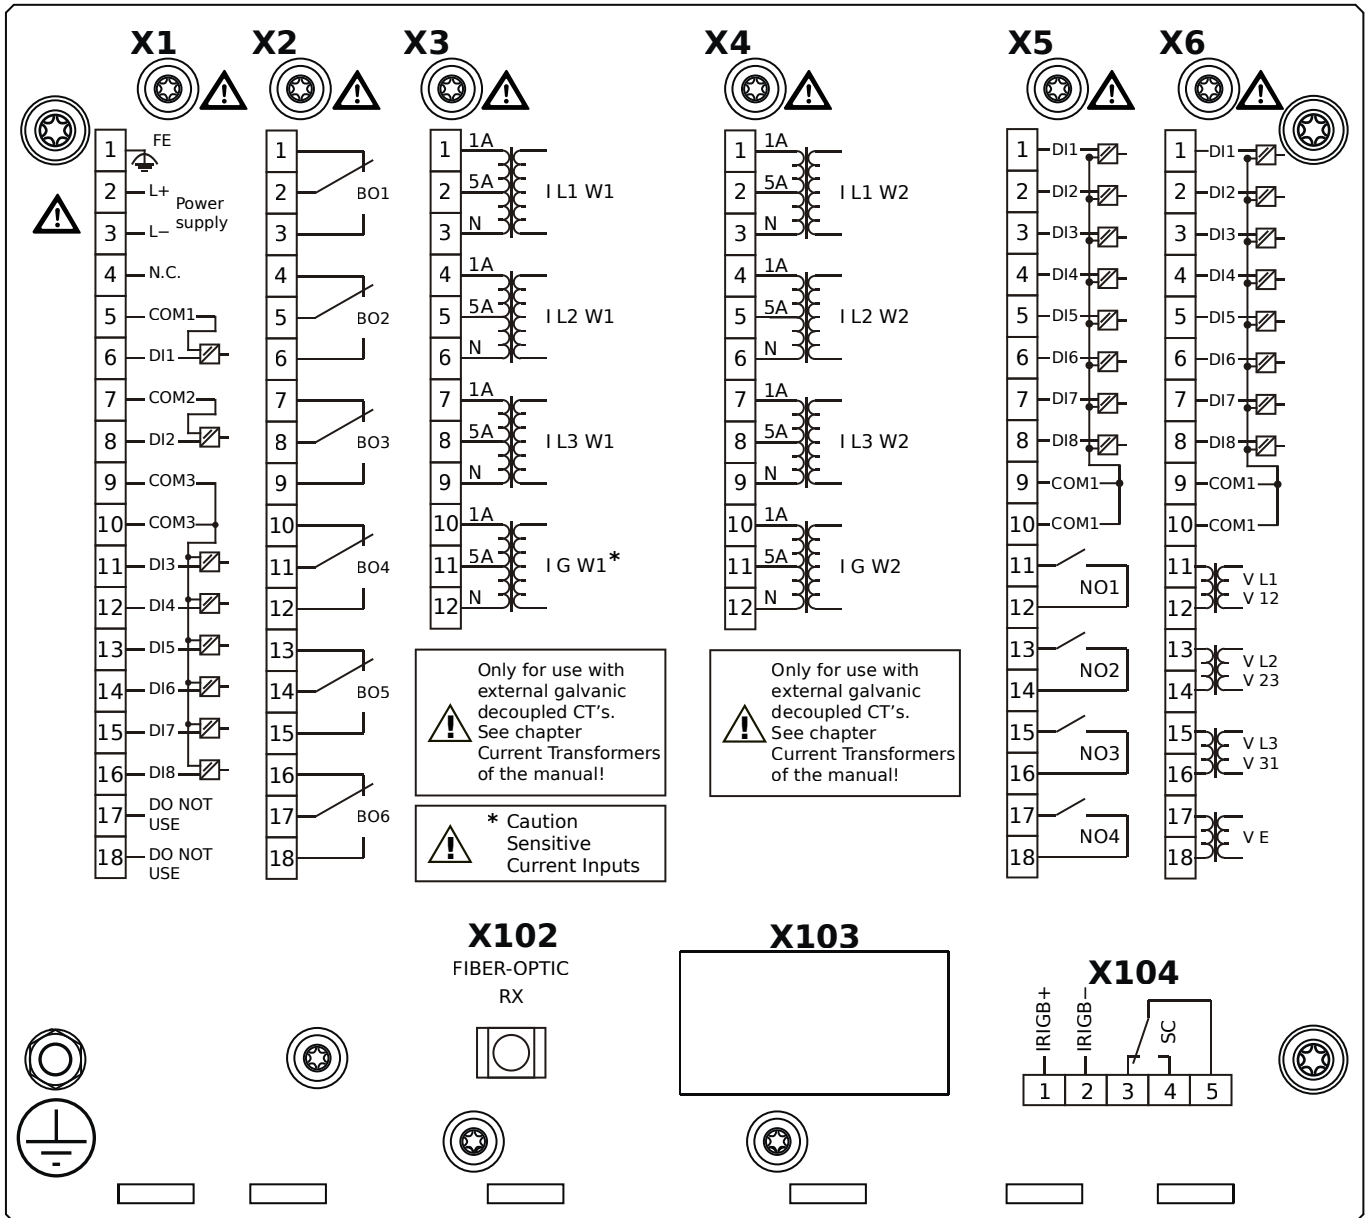 X1
X2
X3
X4
X5
X6
1 FE
2 L+
Power
supply
3 L−
4 N.C.
5 COM1
6 DI1
7 COM2
8 DI2
9 COM3
10 COM3
11 DI3
12 DI4
13 DI5
14 DI6
15 DI7
16 DI8
17 DO NOT
USE
18 DO NOT
USE
1
2 BO1
3
4
5 BO2
6
7
8 BO3
9
10
11 BO4
12
13
14 BO5
15
16
17 BO6
18
1 1A
2 5A I L1 W1
3 N
4 1A
5 5A I L2 W1
6 N
7 1A
8 5A I L3 W1
9 N
10 1A
11 5A I G W1*
12 N
Only for use with
external galvanic
decoupled CT's.
See chapter
Current Transformers
of the manual!
* Caution
Sensitive
Current Inputs
1 1A
2 5A I L1 W2
3 N
4 1A
5 5A I L2 W2
6 N
7 1A
8 5A I L3 W2
9 N
10 1A
11 5A I G W2
12 N
Only for use with
external galvanic
decoupled CT's.
See chapter
Current Transformers
of the manual!
1 DI1
2 DI2
3 DI3
4 DI4
5 DI5
6 DI6
7 DI7
8 DI8
9 COM1
10 COM1
11
NO1
12
13
NO2
14
15
NO3
16
17
NO4
18
1 DI1
2 DI2
3 DI3
4 DI4
5 DI5
6 DI6
7 DI7
8 DI8
9 COM1
10 COM1
11 V L1
12 V 12
13 V L2
14 V 23
15 V L3
16 V 31
17
V E
18
X102
FIBER-OPTIC
RX
X103
X104
IRIGB+
IRIGB−
SC
1 2 3 4 5